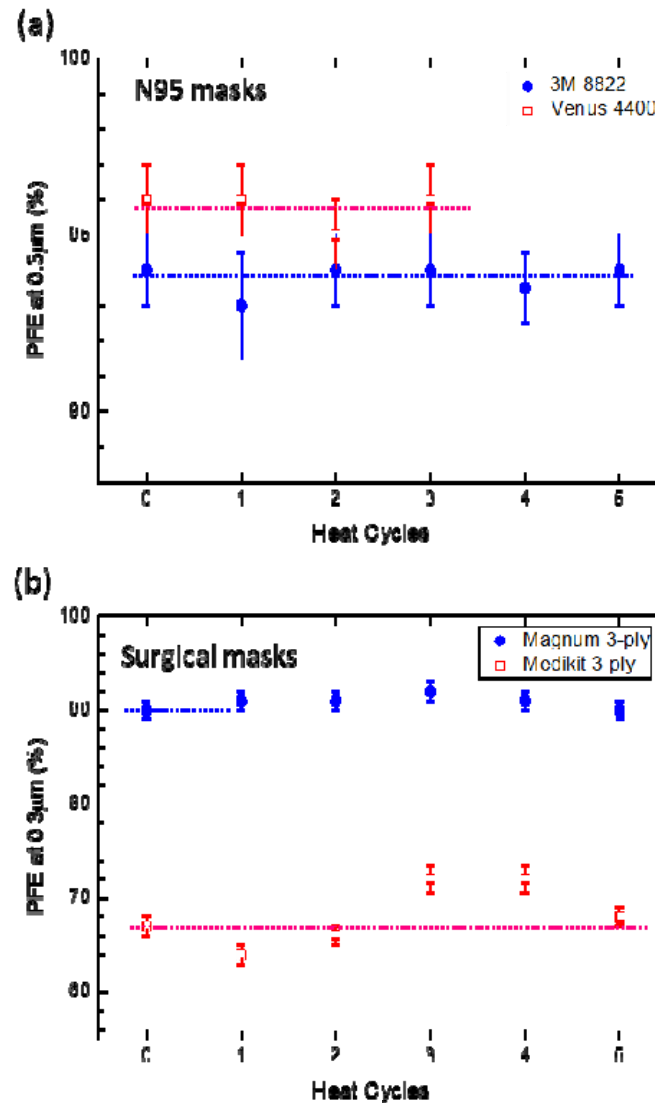 (a)
100
N95 masks
3M 8822
Venus 4400
PFE at 0.5µm (%)
95
90
0 1 2 3 4 5
Heat Cycles
(b)
100
Surgical masks
Magnum 3-ply
Medikit 3 ply
90
PFE at 0 3µm (%)
80
70
60
0 1 2 3 4 5
Heat Cycles